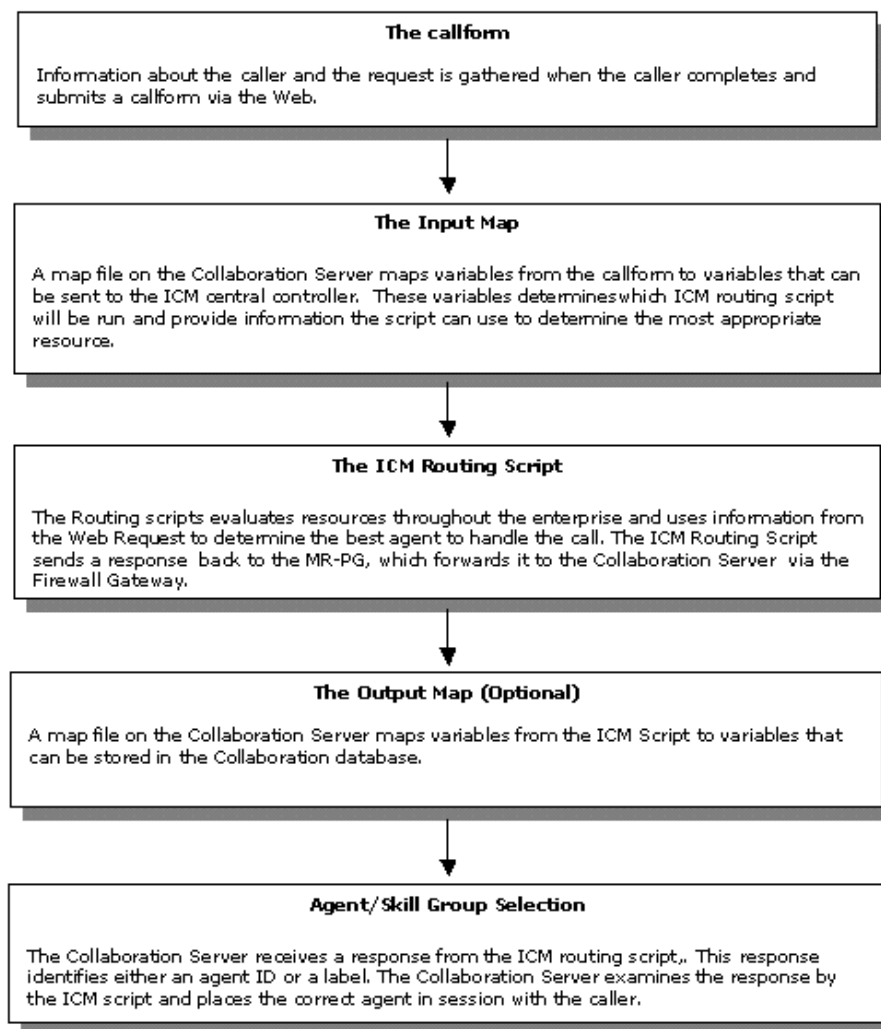 The callform
Information about the caller and the request is gathered when the caller completes and
submits a callform via the Web.
The Input Map
A map file on the Collaboration Server maps variables from the callform to variables that can
be sent to the ICM central controller.  These variables determineswhich ICM routing script
will be run and provide information the script can use to determine the most appropriate
resource.
The ICM Routing Script
The Routing scripts evaluates resources throughout the enterprise and uses information from
the Web Request to determine the best agent to handle the call. The ICM Routing Script
sends a response  back to the MR-PG, which forwards it to the Collaboration Server  via the
Firewall Gateway.
The Output Map (Optional)
A map file on the Collaboration Server maps variables from the ICM Script to variables that
can be stored in the Collaboration database.
Agent/Skill Group Selection
The Collaboration Server receives a response from the ICM routing script,. This response
identifies either an agent ID or a label. The Collaboration Server examines the response by
the ICM script and places the correct agent in session with the caller.